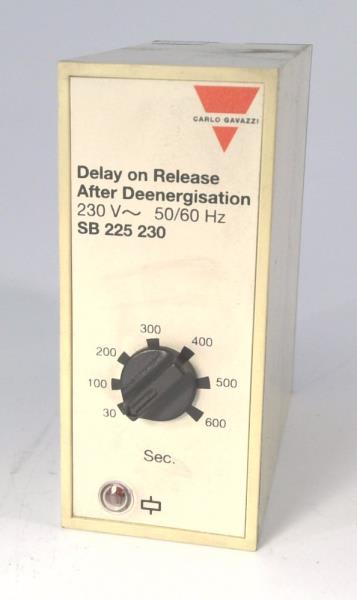 CARLO GAVAZZI
Delay on Release
After Deenergisation
230 V~ 50/60 Hz
SB 225 230
300
200 400
100 500
30 600
Sec.